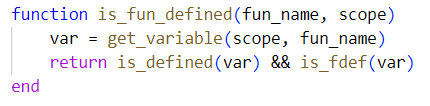 function is_fun_defined(fun_name, scope)
    var = get_variable(scope, fun_name)
    return is_defined(var) && is_fdef(var)
end